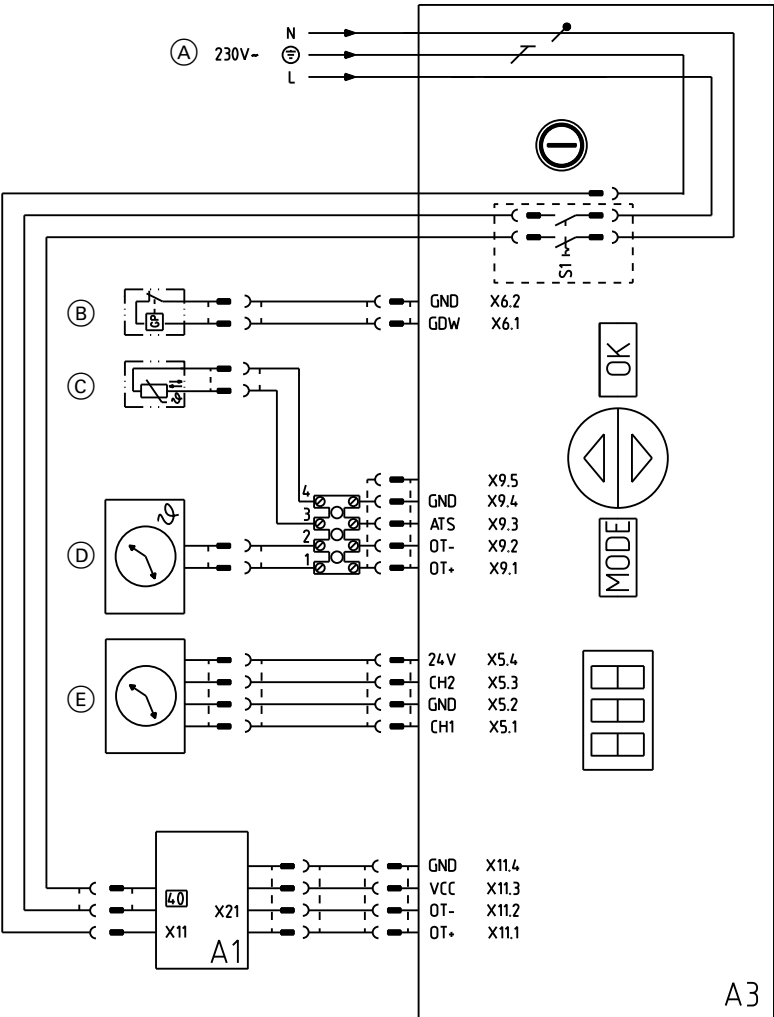 N
A 230V~
L
S1
B
GP
GND X6.2
GDW X6.1
OK
C
ϑ
X9.5
4 GND X9.4
3 ATS X9.3
2 OT- X9.2
1 OT+ X9.1
D
ϑ
MODE
24V X5.4
CH2 X5.3
E
GND X5.2
CH1 X5.1
GND X11.4
40
VCC X11.3
X21 OT- X11.2
X11 OT+ X11.1
A1
A3